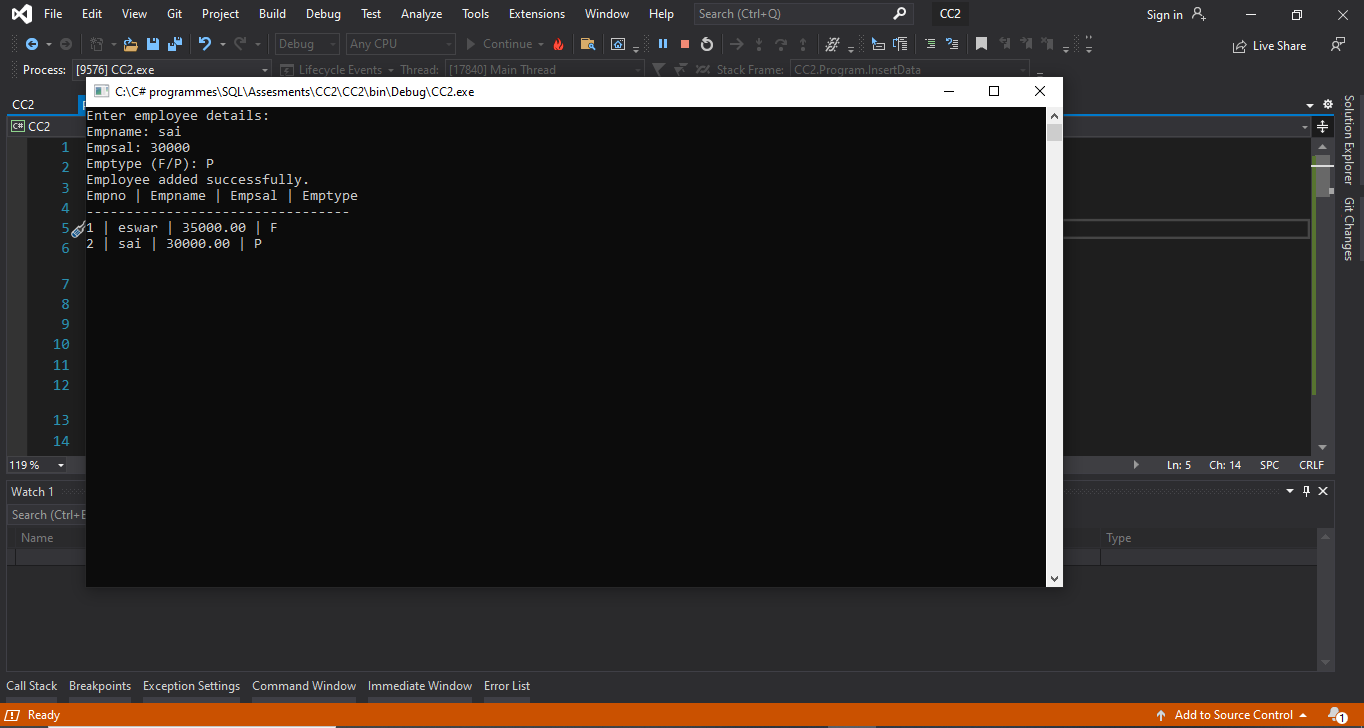 File Edit View Git Project Build Debug Test Analyze Tools Extensions Window Help Search (Ctrl+Q) CC2 Sign in
Debug Any CPU Continue Live Share
Process: [9576] CC2.exe Lifecycle Events Thread: [17840] Main Thread Stack Frame: CC2.Program.InsertData
C:\C# programmes\SQL\Assesments\CC2\CC2\bin\Debug\CC2.exe
CC2
C# CC2
Enter employee details:
Empname: sai
Empsal: 30000
Emptype (F/P): P
Employee added successfully.
Empno | Empname | Empsal | Emptype
---------------------------------
1 | eswar | 35000.00 | F
2 | sai | 30000.00 | P
1
2
3
4
5
6
7
8
9
10
11
12
13
14
Solution Explorer
Git Changes
119 % Ln: 5 Ch: 14 SPC CRLF
Watch 1
Search (Ctrl+E
Name Type
Call Stack Breakpoints Exception Settings Command Window Immediate Window Error List
Ready Add to Source Control 1